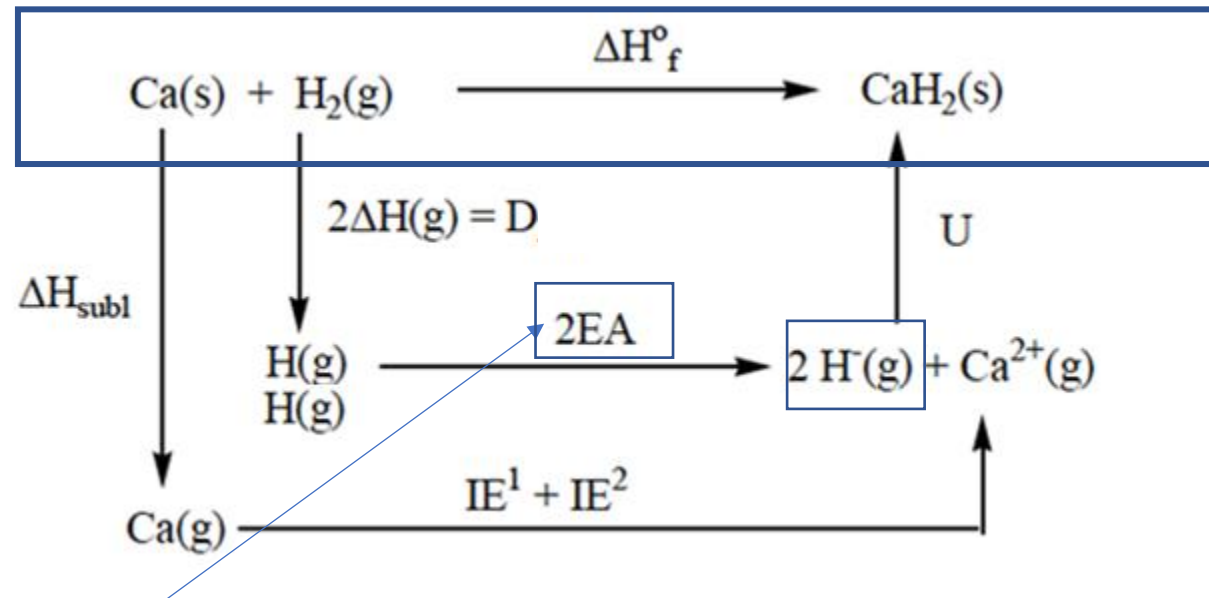 ΔH°f
Ca(s) + H₂(g) CaH₂(s)
2ΔH(g) = D
U
ΔHsubl
2EA
H(g) 2 H⁻(g) + Ca²⁺(g)
H(g)
IE¹ + IE²
Ca(g)